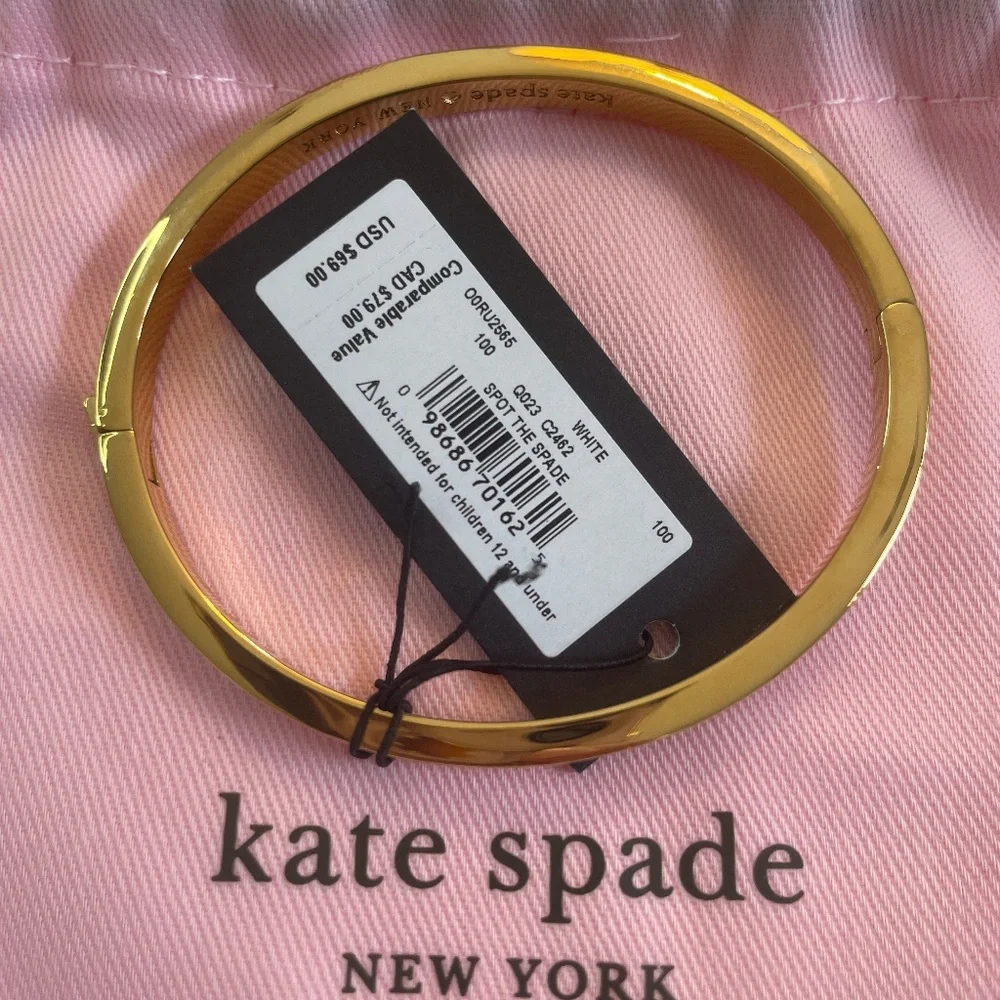 kate spade NEW YORK
USD $69.00
CAD $79.00
Comparable Value
O0RU2565
100
Q023 C2462 WHITE
SPOT THE SPADE
100
0 98686 70162 5
⚠Not intended for children 12 and under
kate spade
NEW YORK